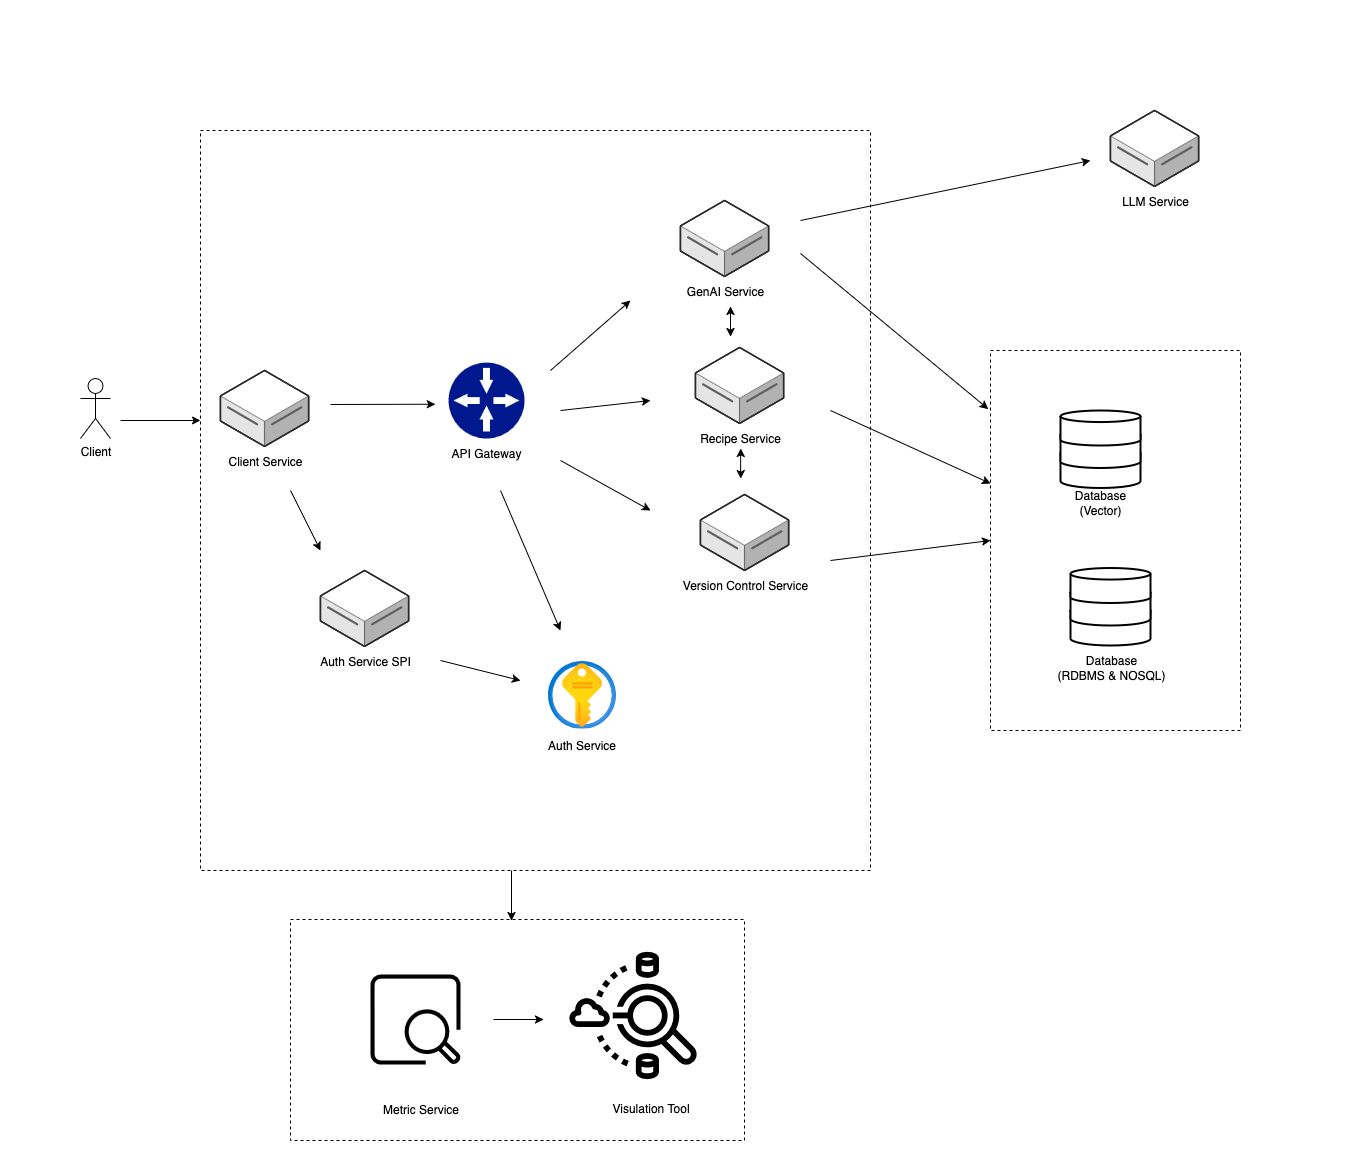 LLM Service
GenAI Service
Recipe Service
Client
Client Service
API Gateway
Database
(Vector)
Version Control Service
Auth Service SPI
Database
(RDBMS & NOSQL)
Auth Service
Metric Service
Visulation Tool